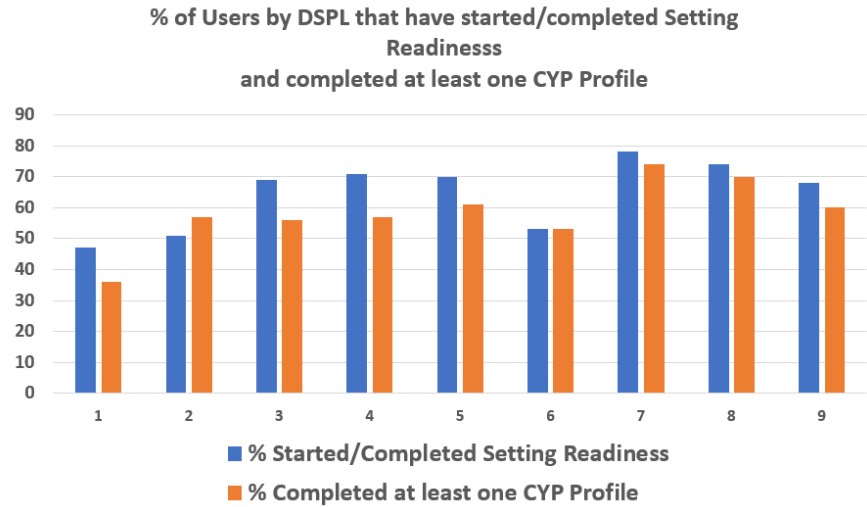 % of Users by DSPL that have started/completed Setting
Readinesss
and completed at least one CYP Profile
90
80
70
60
50
40
30
20
10
0
1 2 3 4 5 6 7 8 9
% Started/Completed Setting Readiness
% Completed at least one CYP Profile